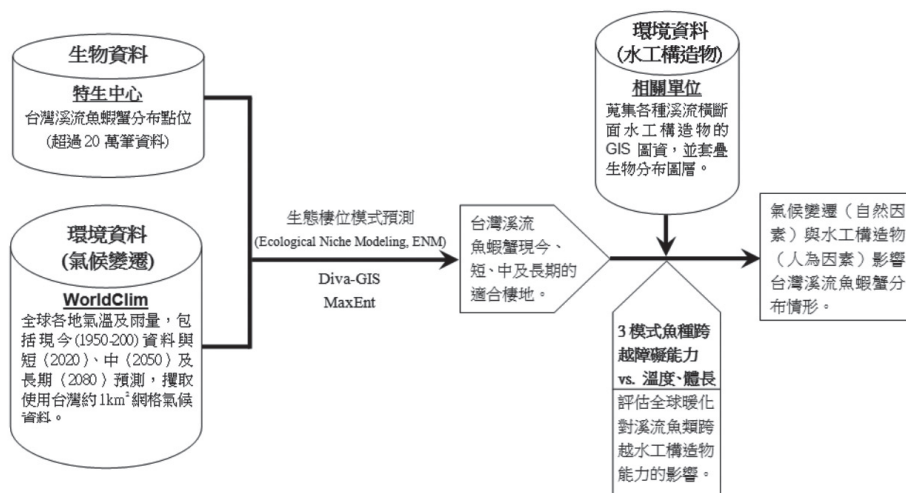 生物資料
特生中心
台灣溪流魚蝦蟹分布點位
(超過 20 萬筆資料)
環境資料
(氣候變遷)
WorldClim
全球各地氣溫及雨量，包
括現今(1950-200)資料與
短（2020）、中（2050）及
長期（2080）預測，擭取
使用台灣約 1km² 網格氣候
資料。
生態棲位模式預測
(Ecological Niche Modeling, ENM)
Diva-GIS
MaxEnt
台灣溪流
魚蝦蟹現今、
短、中及長期的
適合棲地。
環境資料
(水工構造物)
相關單位
蒐集各種溪流橫斷
面水工構造物的
GIS 圖資，並套疊
生物分布圖層。
3 模式魚種跨
越障礙能力
vs. 溫度、體長
評估全球暖化
對溪流魚類跨
越水工構造物
能力的影響。
氣候變遷（自然因
素）與水工構造物
（人為因素）影響
台灣溪流魚蝦蟹分
布情形。